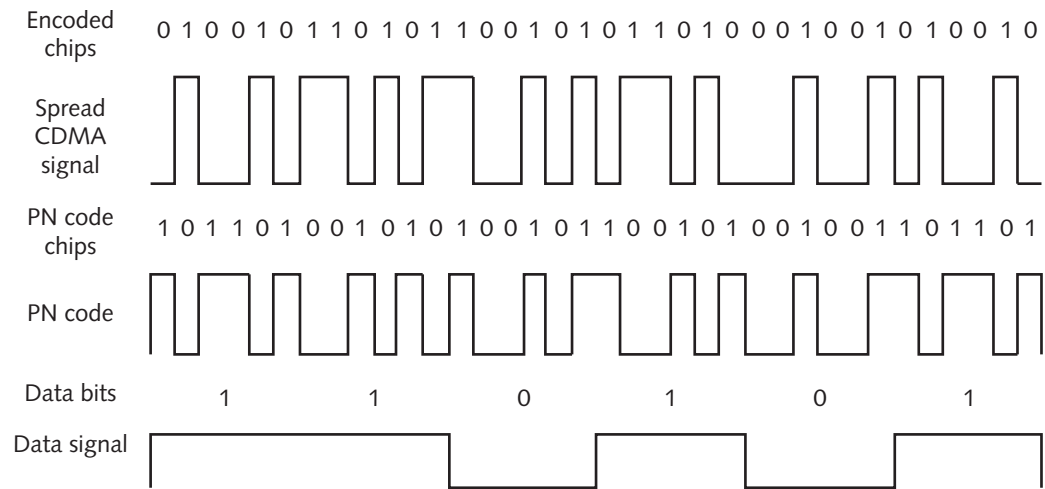 Encoded
chips
0 1 0 0 1 0 1 1 0 1 0 1 1 0 0 1 0 1 0 1 1 0 1 0 0 0 1 0 0 1 0 1 0 0 1 0
Spread
CDMA
signal
PN code
chips
1 0 1 1 0 1 0 0 1 0 1 0 1 0 0 1 0 1 1 0 0 1 0 1 0 0 1 0 0 1 1 0 1 1 0 1
PN code
Data bits 1 1 0 1 0 1
Data signal